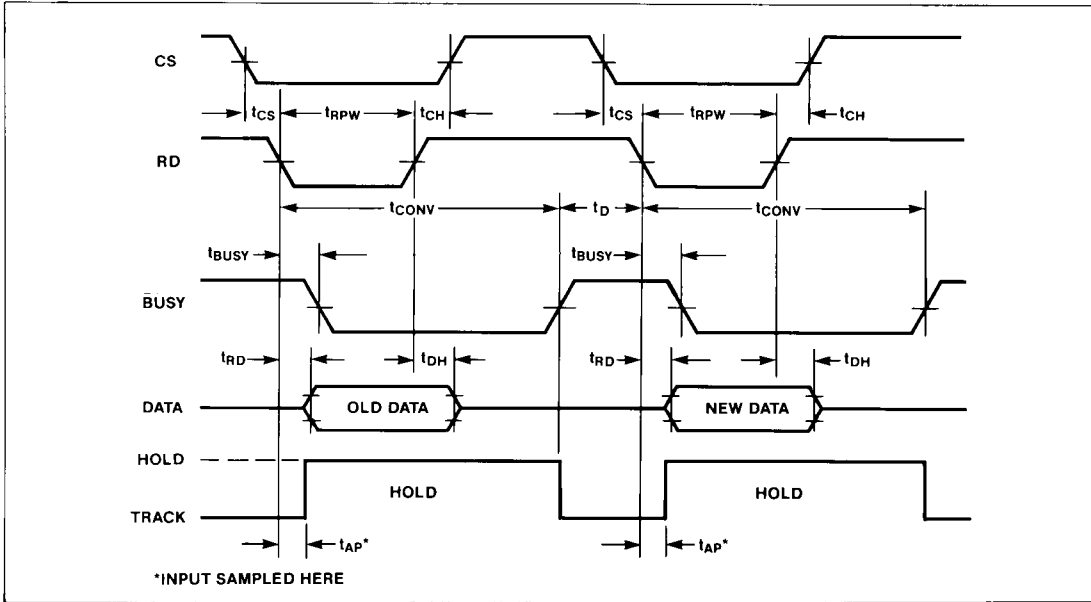 CS
tCS tRPW tCH tCS tRPW tCH
RD
tCONV tD tCONV
tBUSY tBUSY
BUSY
tRD tDH tRD tDH
DATA OLD DATA NEW DATA
HOLD
HOLD HOLD
TRACK
tAP* tAP*
*INPUT SAMPLED HERE